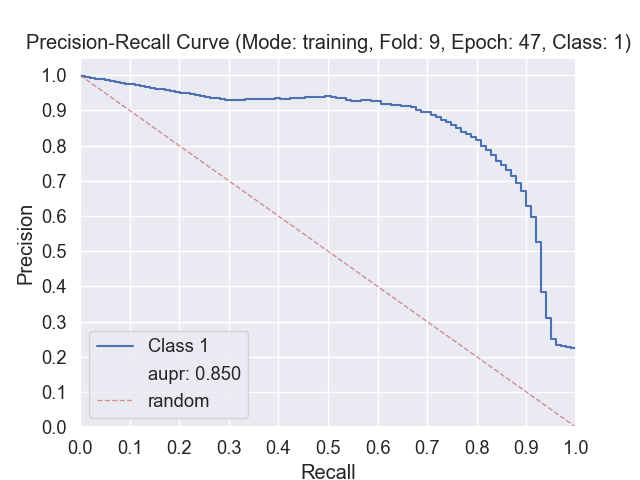 Precision-Recall Curve (Mode: training, Fold: 9, Epoch: 47, Class: 1)
1.0
0.9
0.8
0.7
0.6
0.5
0.4
0.3
0.2
0.1
0.0
Precision
Class 1
aupr: 0.850
random
0.0 0.1 0.2 0.3 0.4 0.5 0.6 0.7 0.8 0.9 1.0
Recall